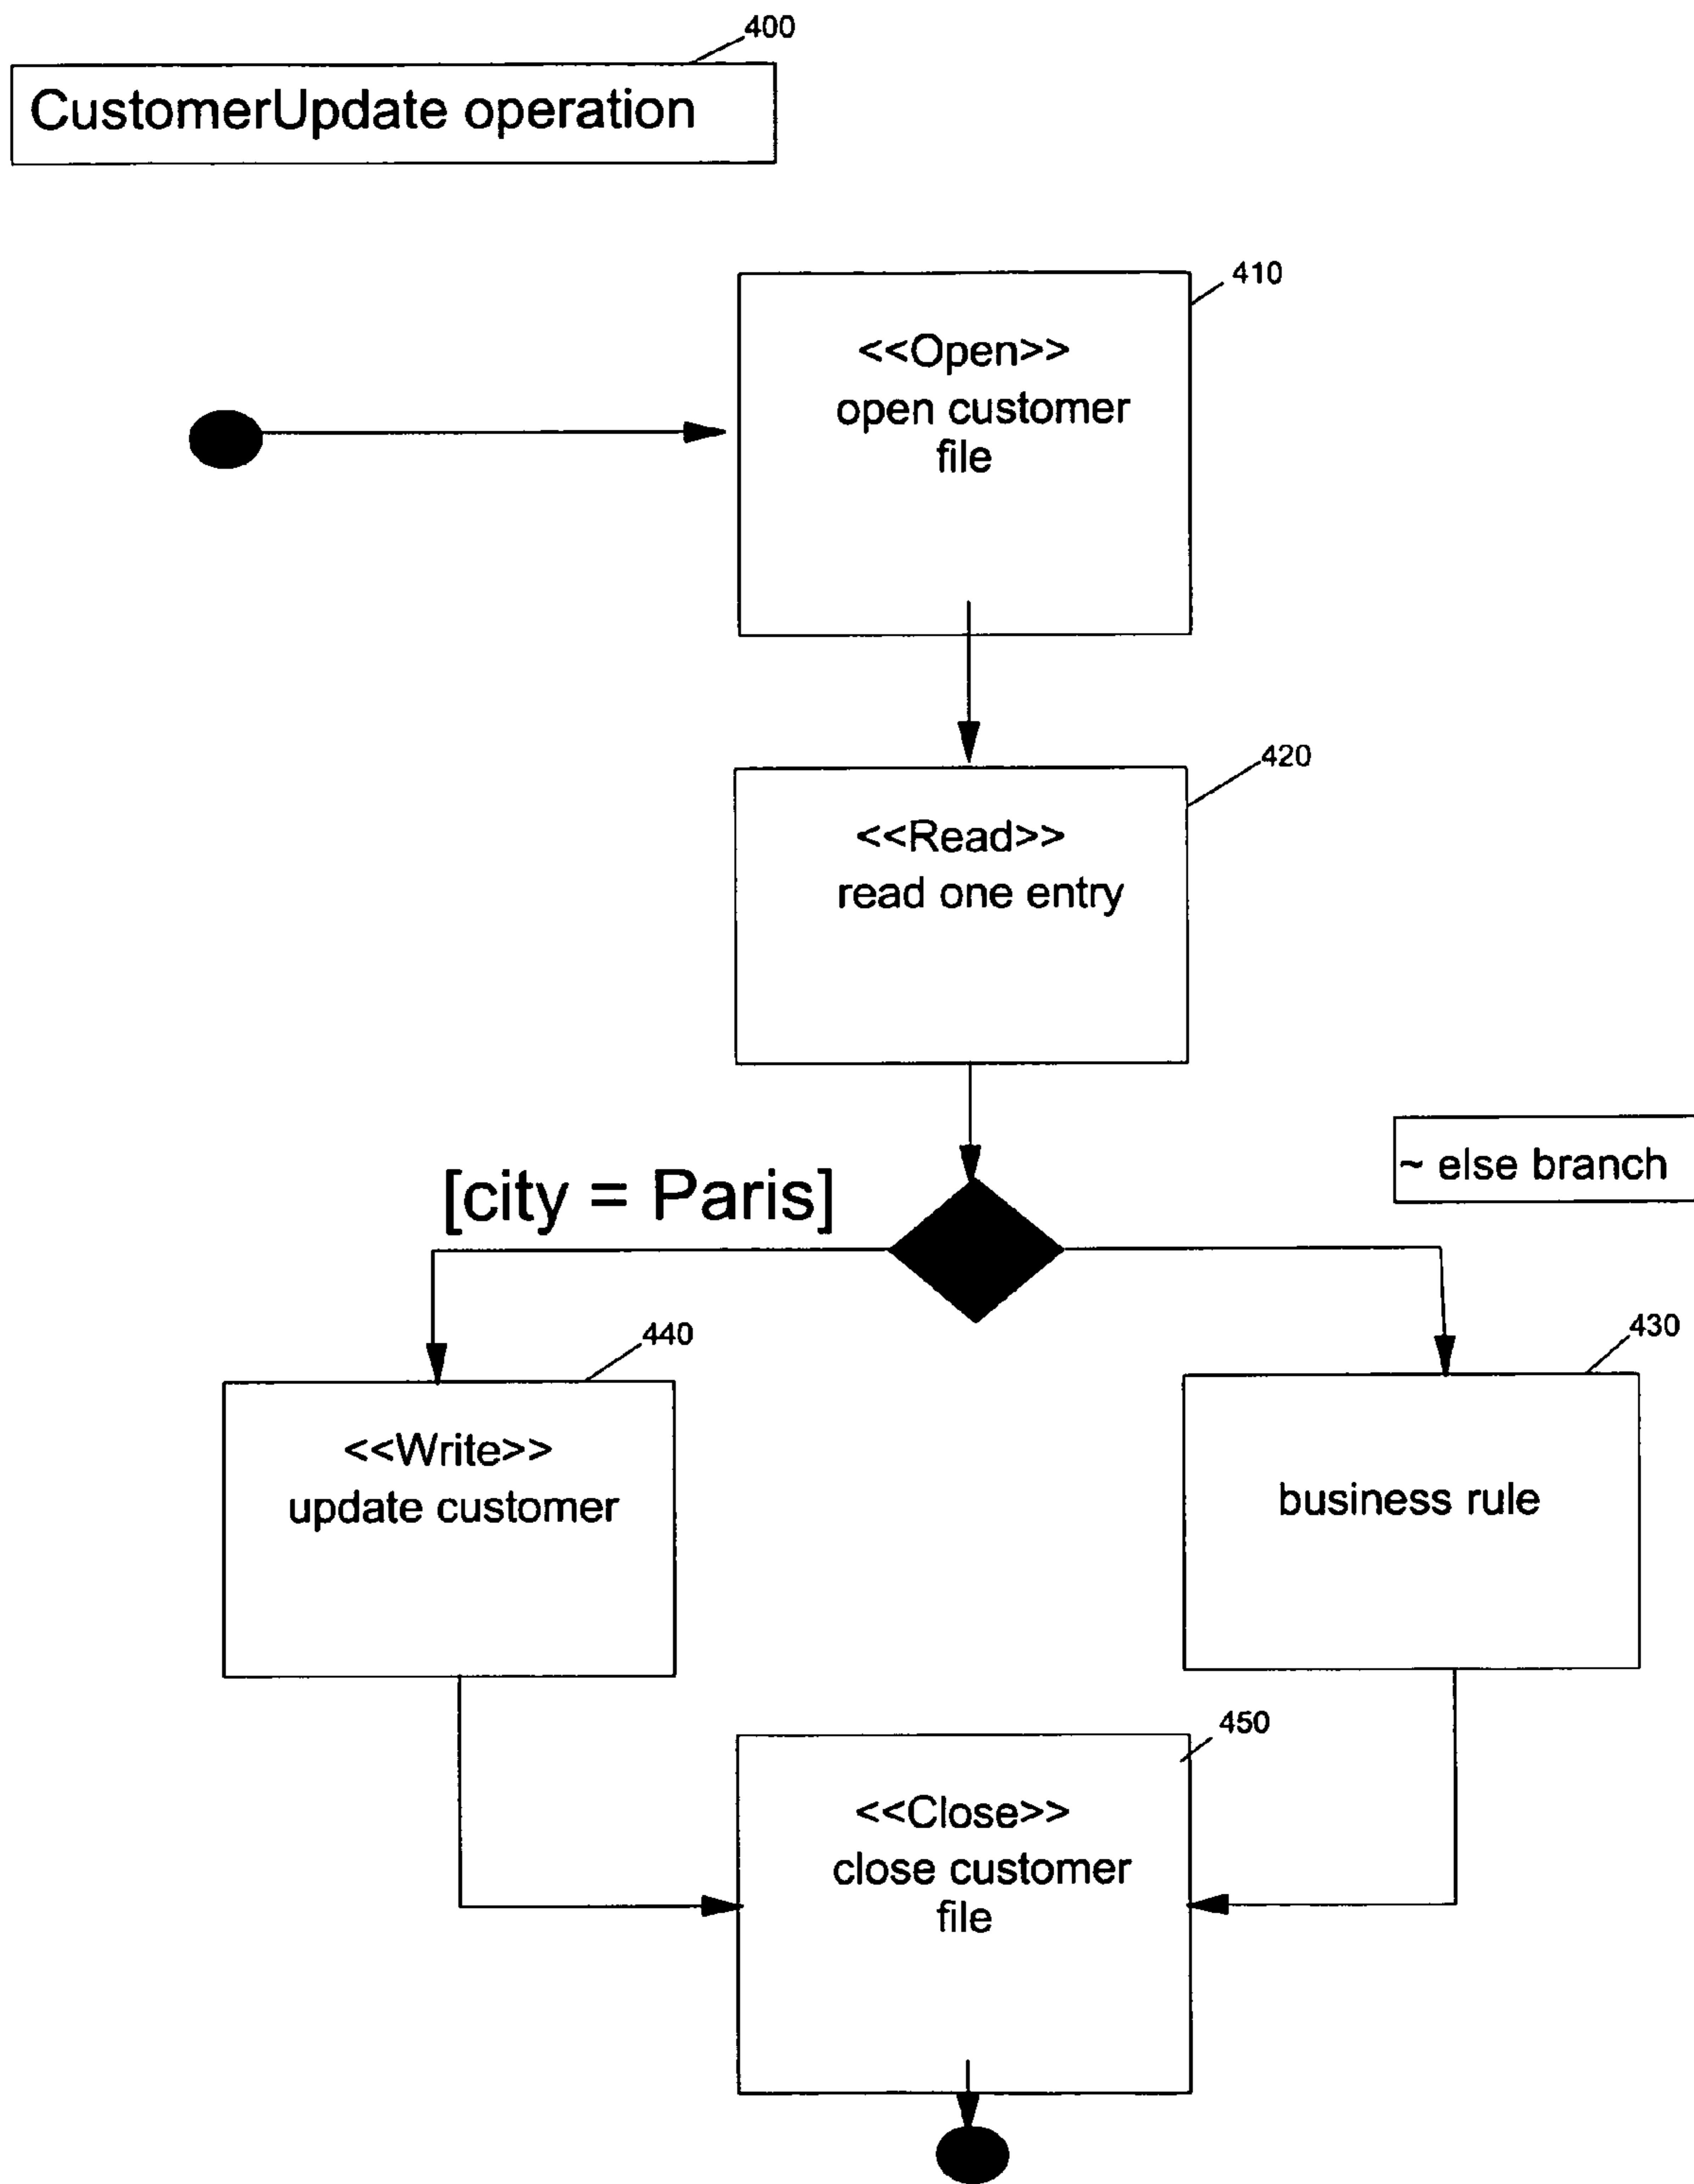 400
CustomerUpdate operation
410
<<Open>>
open customer
file
420
<<Read>>
read one entry
~ else branch
[city = Paris]
440
430
<<Write>>
update customer
business rule
450
<<Close>>
close customer
file